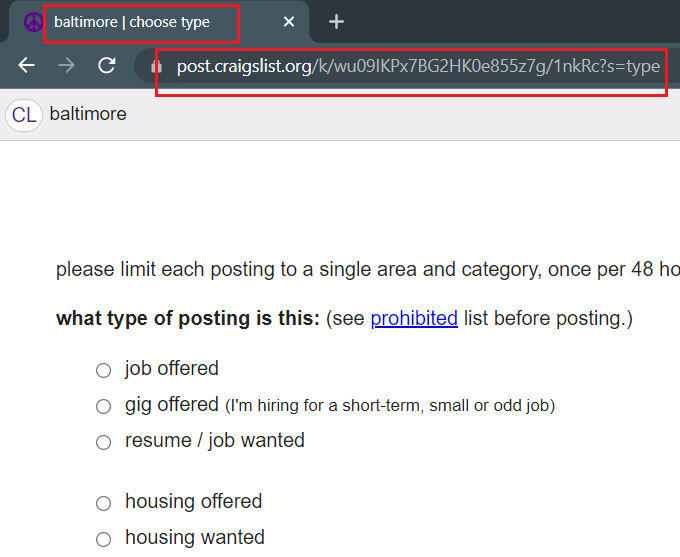 baltimore | choose type
post.craigslist.org/k/wu09IKPx7BG2HK0e855z7g/1nkRc?s=type
CL baltimore
please limit each posting to a single area and category, once per 48 ho
what type of posting is this: (see prohibited list before posting.)
job offered
gig offered (I'm hiring for a short-term, small or odd job)
resume / job wanted
housing offered
housing wanted